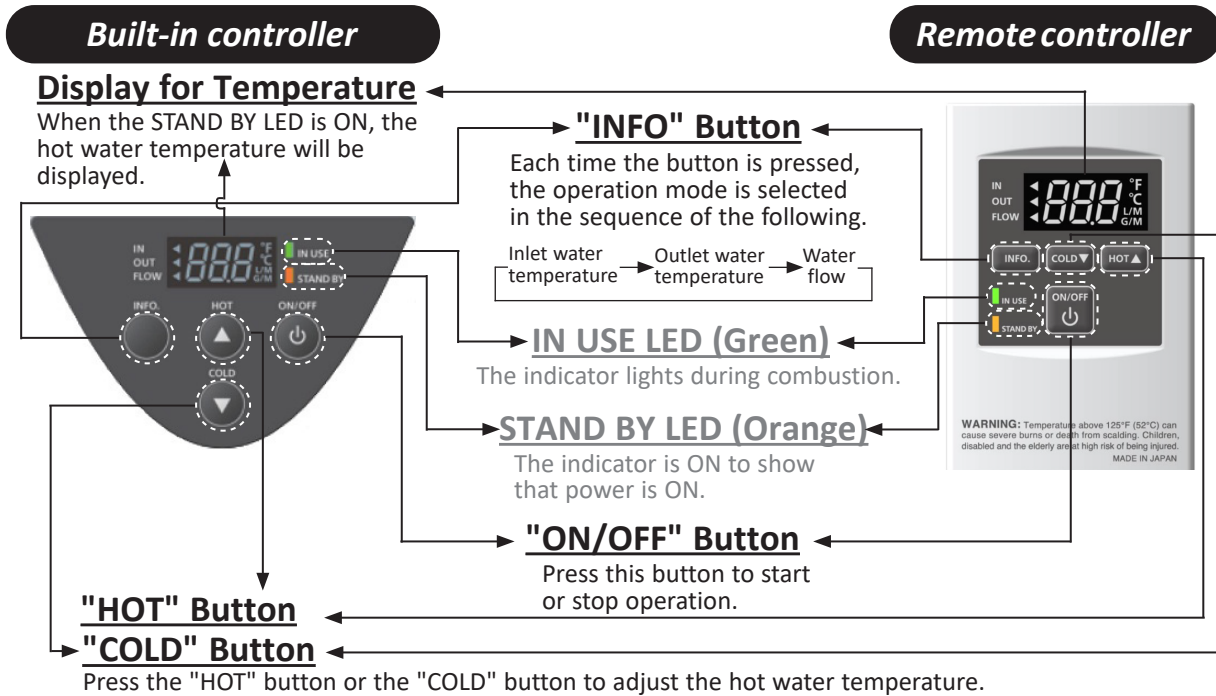 Built-in controller
Remote controller
Display for Temperature
When the STAND BY LED is ON, the
hot water temperature will be
displayed.
"INFO" Button
Each time the button is pressed,
the operation mode is selected
in the sequence of the following.
Inlet water
temperature
Outlet water
temperature
Water
flow
IN
OUT
FLOW
888
°F
°C
L/M
G/M
IN USE
STAND BY
INFO.
HOT
ON/OFF
COLD
IN
OUT
FLOW
88.8
°F
°C
L/M
G/M
INFO.
COLD▼
HOT▲
IN USE
STAND BY
ON/OFF
IN USE LED (Green)
The indicator lights during combustion.
STAND BY LED (Orange)
The indicator is ON to show
that power is ON.
WARNING: Temperature above 125°F (52°C) can
cause severe burns or death from scalding. Children,
disabled and the elderly are at high risk of being injured.
MADE IN JAPAN
"ON/OFF" Button
Press this button to start
or stop operation.
"HOT" Button
"COLD" Button
Press the "HOT" button or the "COLD" button to adjust the hot water temperature.